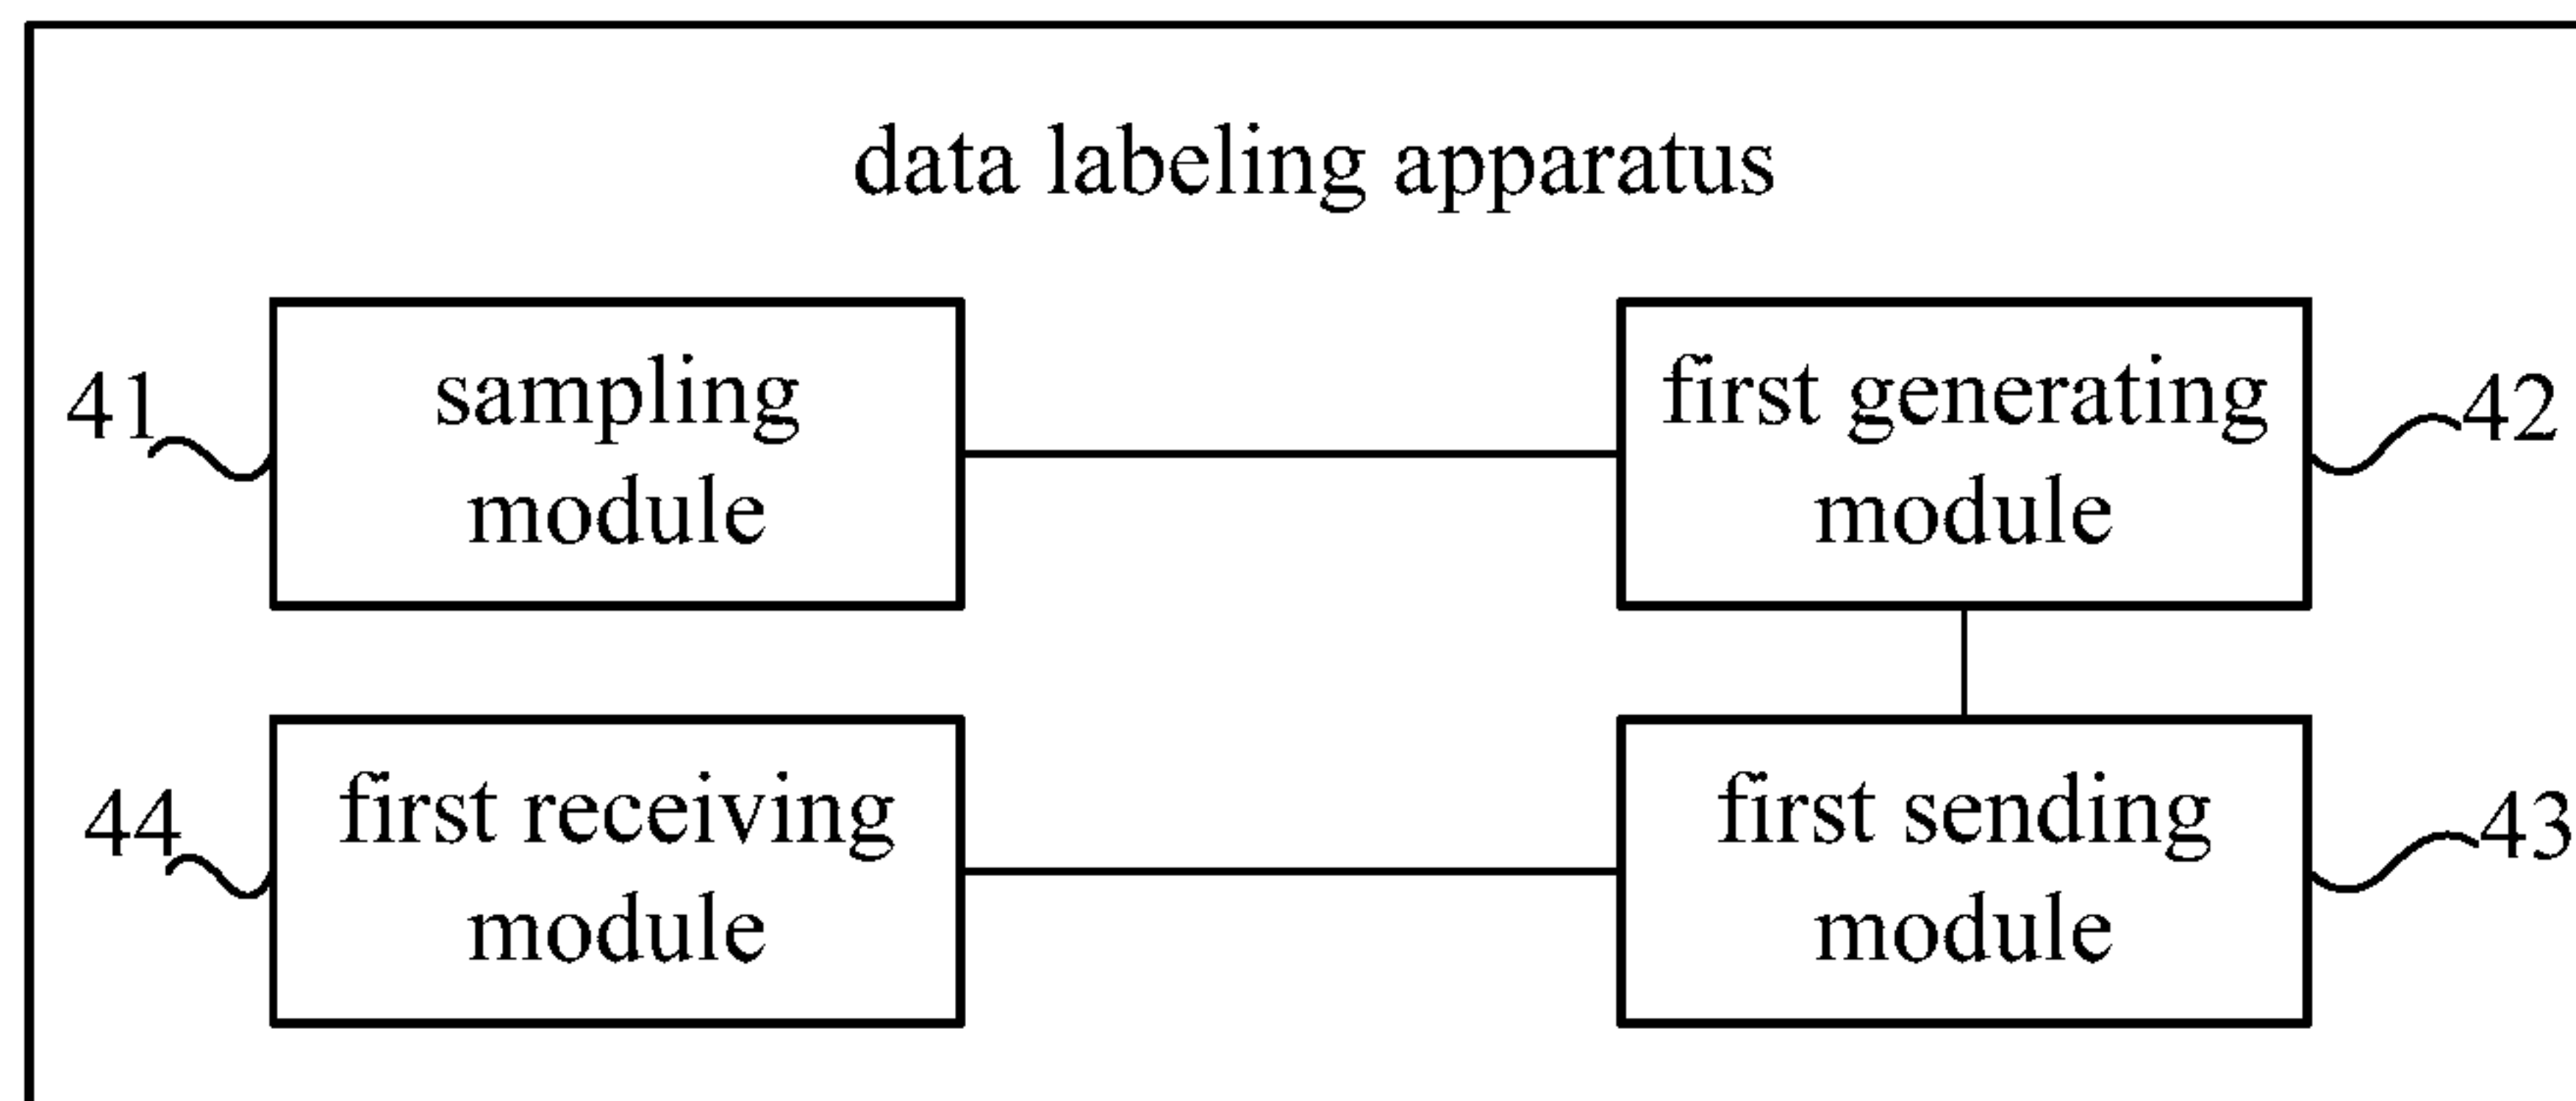 data labeling apparatus
41
sampling
module
first generating
module
42
44
first receiving
module
first sending
module
43